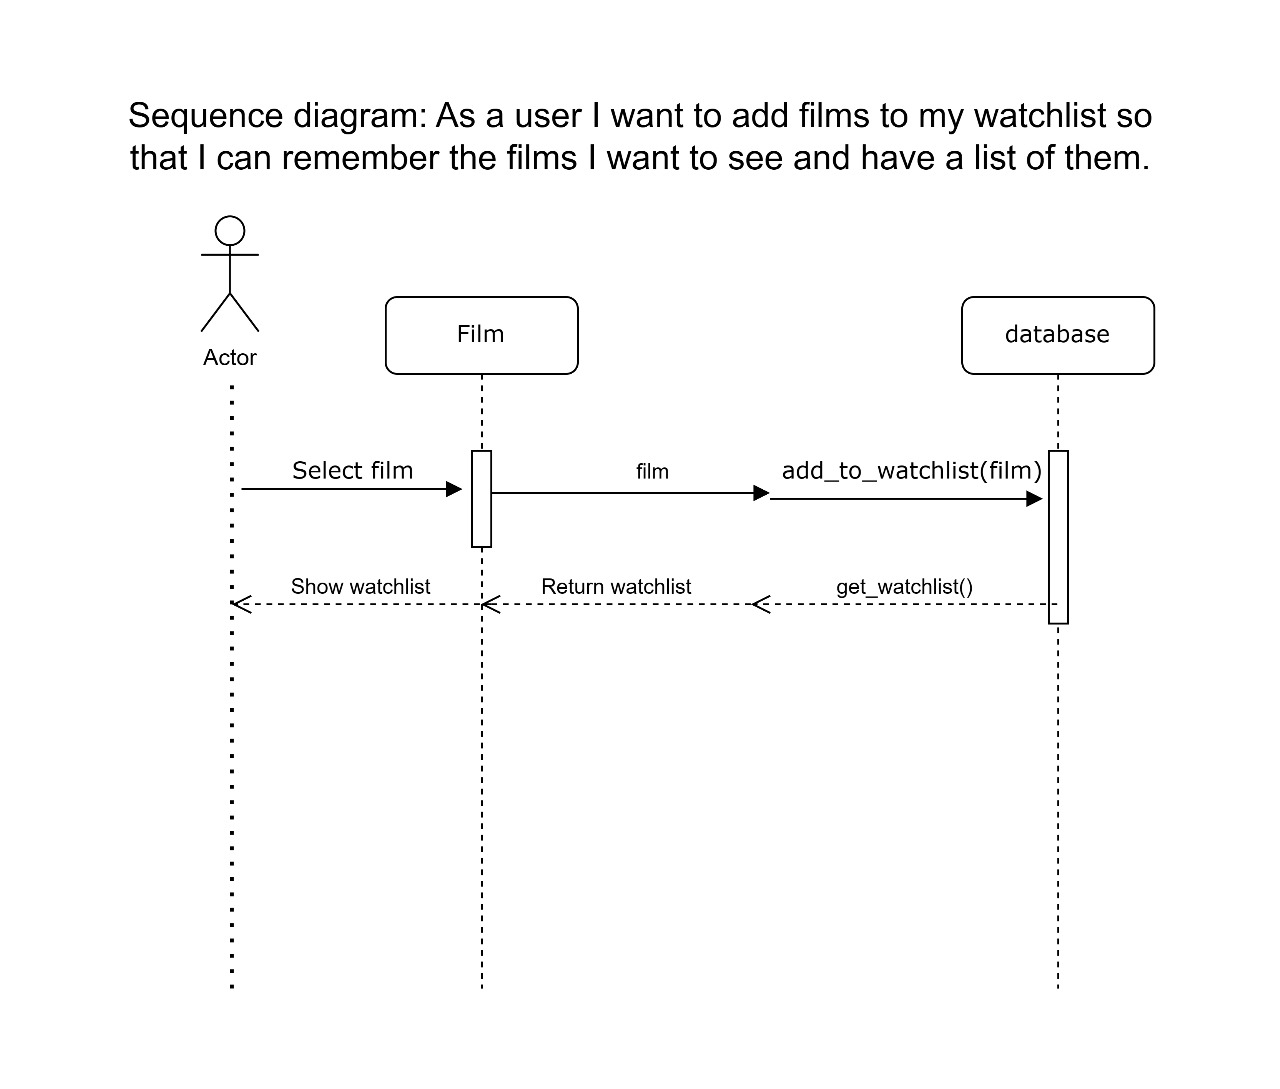 Sequence diagram: As a user I want to add films to my watchlist so
that I can remember the films I want to see and have a list of them.
Actor
Film
database
Select film
film
add_to_watchlist(film)
Show watchlist
Return watchlist
get_watchlist()